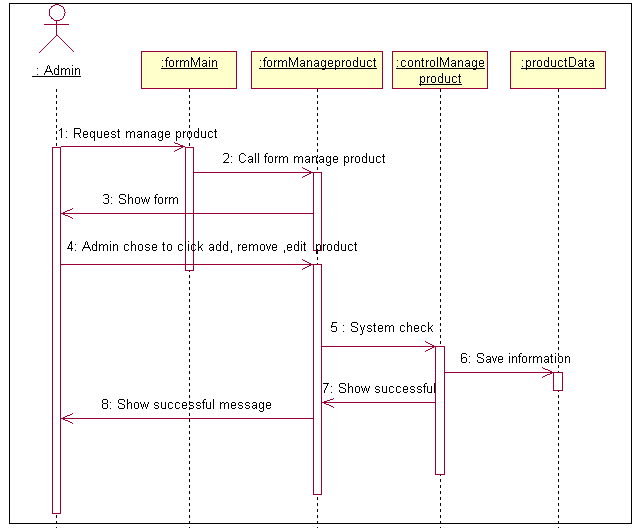 : Admin
:formMain
:formManageproduct
:controlManage
product
:productData
1: Request manage product
2: Call form manage product
3: Show form
4: Admin chose to click add, remove ,edit product
5 : System check
6: Save information
7: Show successful
8: Show successful message